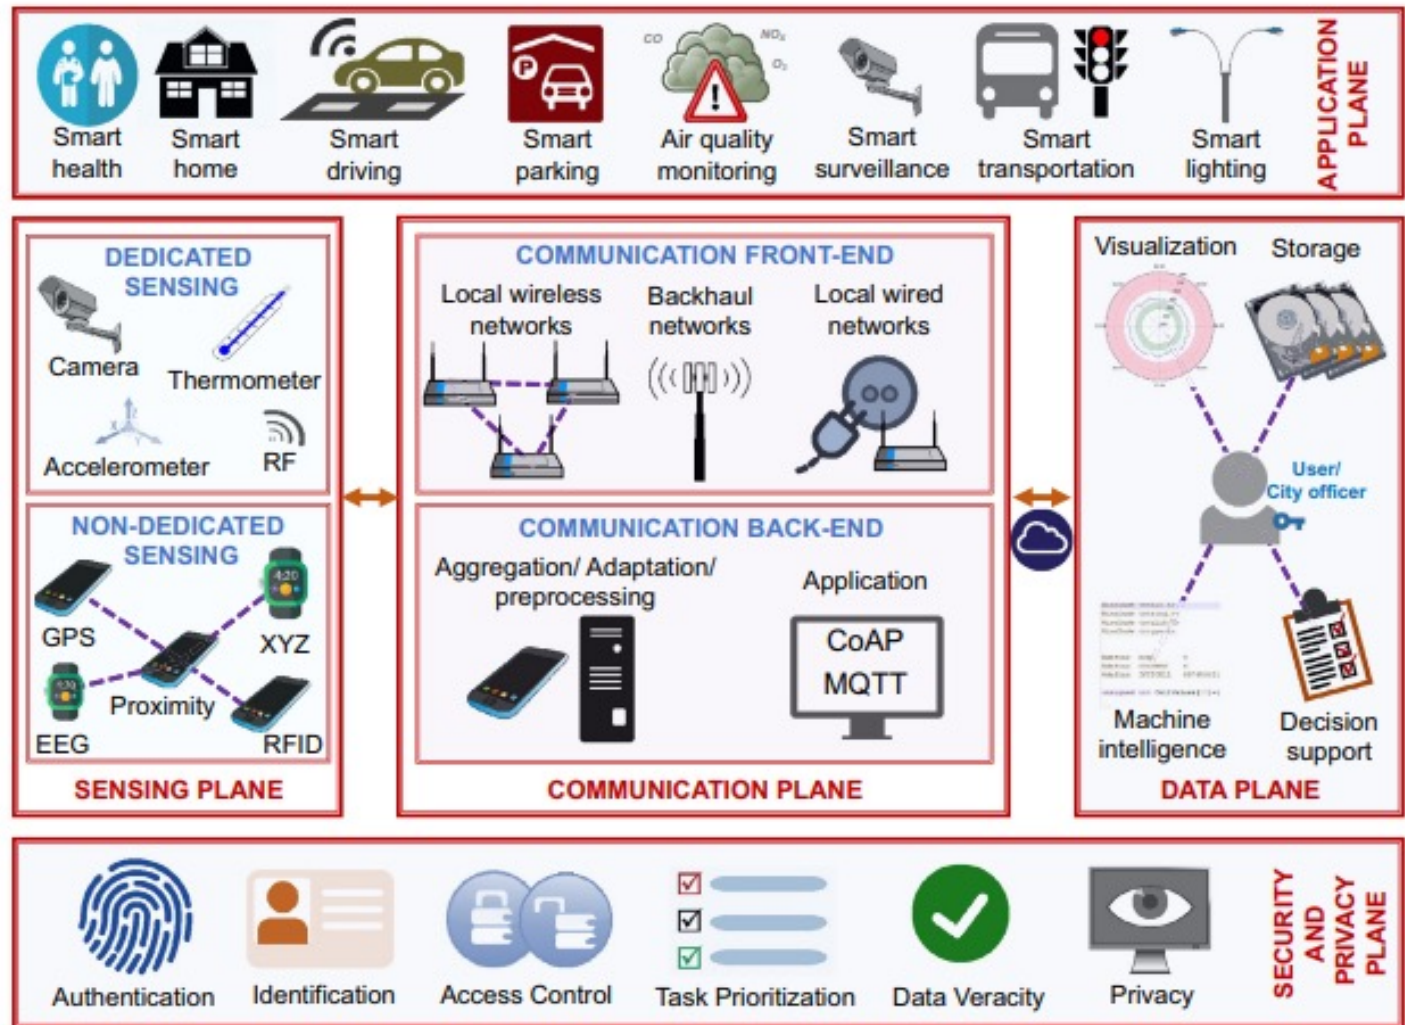 Smart health
Smart home
Smart driving
P
Smart parking
CO
NOx
O3
!
Air quality monitoring
Smart surveillance
Smart transportation
Smart lighting
APPLICATION PLANE
DEDICATED SENSING
Camera
Thermometer
X
Y
Z
Accelerometer
RF
NON-DEDICATED SENSING
GPS
4:20
XYZ
Proximity
EEG
RFID
SENSING PLANE
COMMUNICATION FRONT-END
Local wireless networks
Backhaul networks
Local wired networks
COMMUNICATION BACK-END
Aggregation/ Adaptation/ preprocessing
Application
CoAP
MQTT
COMMUNICATION PLANE
Visualization
Storage
User/ City officer
Machine intelligence
Decision support
DATA PLANE
Authentication
Identification
Access Control
Task Prioritization
Data Veracity
Privacy
SECURITY AND PRIVACY PLANE